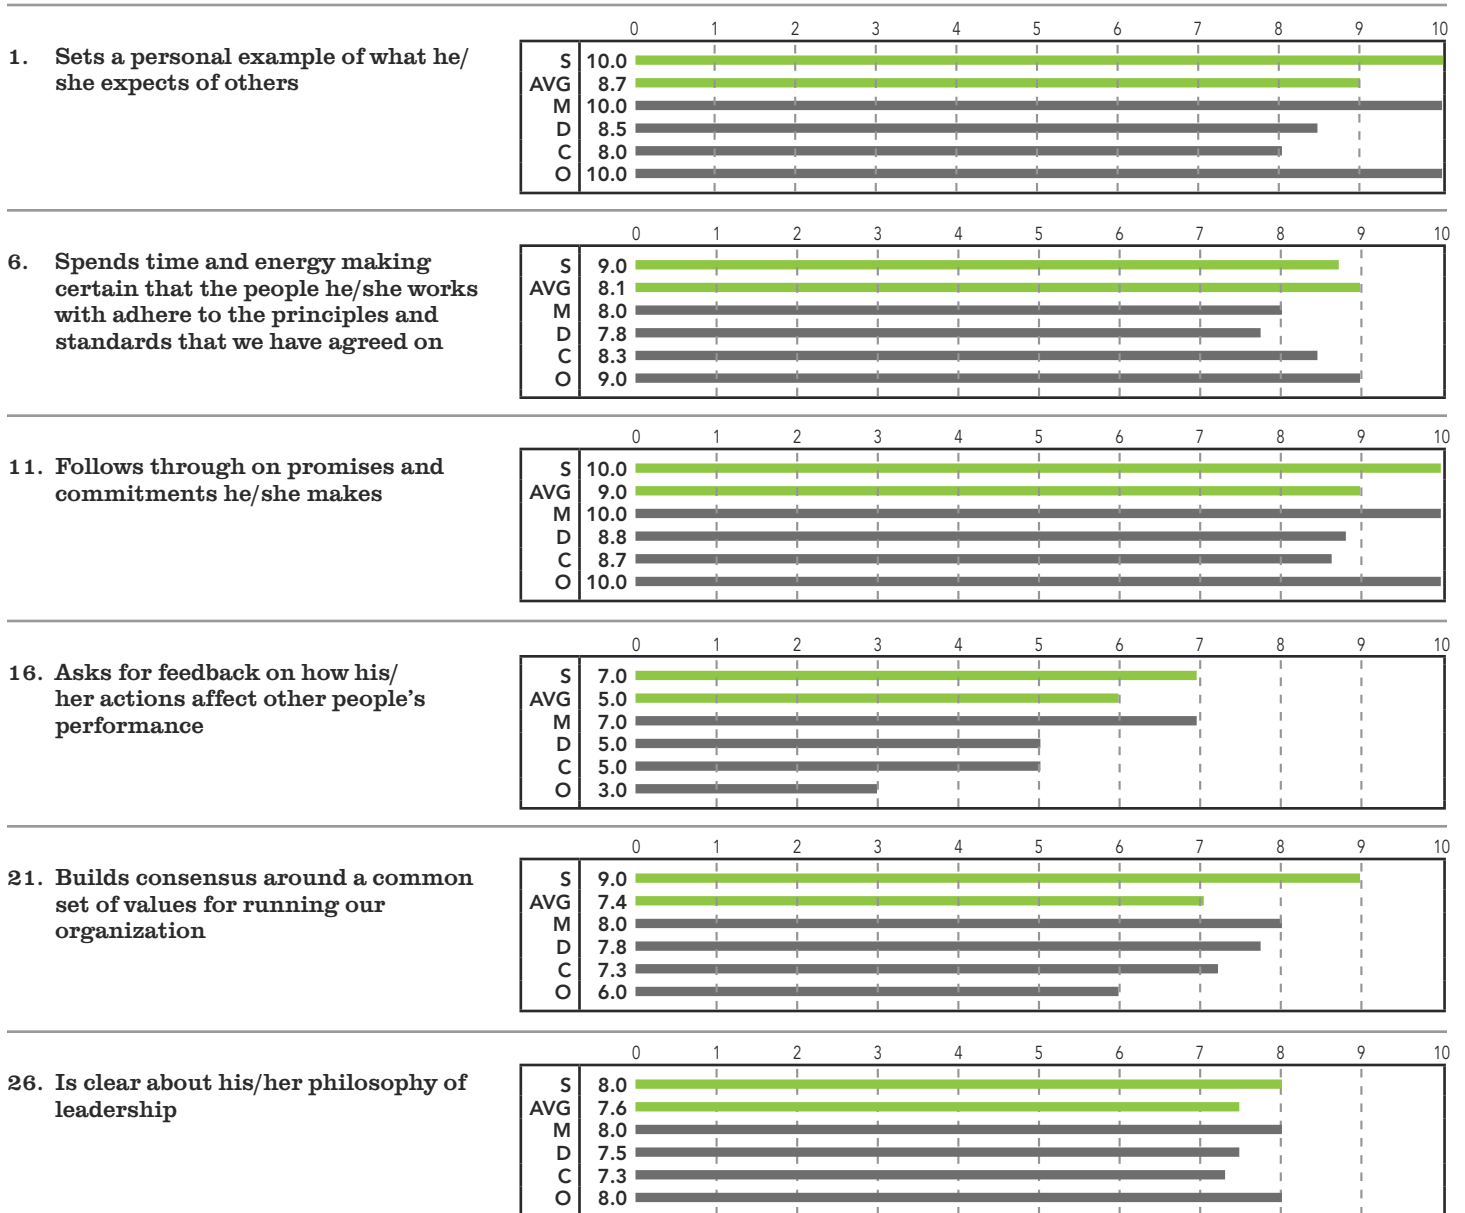 0 1 2 3 4 5 6 7 8 9 10
1. Sets a personal example of what he/
she expects of others
S 10.0
AVG 8.7
M 10.0
D 8.5
C 8.0
O 10.0
0 1 2 3 4 5 6 7 8 9 10
6. Spends time and energy making
certain that the people he/she works
with adhere to the principles and
standards that we have agreed on
S 9.0
AVG 8.1
M 8.0
D 7.8
C 8.3
O 9.0
0 1 2 3 4 5 6 7 8 9 10
11. Follows through on promises and
commitments he/she makes
S 10.0
AVG 9.0
M 10.0
D 8.8
C 8.7
O 10.0
0 1 2 3 4 5 6 7 8 9 10
16. Asks for feedback on how his/
her actions affect other people's
performance
S 7.0
AVG 5.0
M 7.0
D 5.0
C 5.0
O 3.0
0 1 2 3 4 5 6 7 8 9 10
21. Builds consensus around a common
set of values for running our
organization
S 9.0
AVG 7.4
M 8.0
D 7.8
C 7.3
O 6.0
0 1 2 3 4 5 6 7 8 9 10
26. Is clear about his/her philosophy of
leadership
S 8.0
AVG 7.6
M 8.0
D 7.5
C 7.3
O 8.0